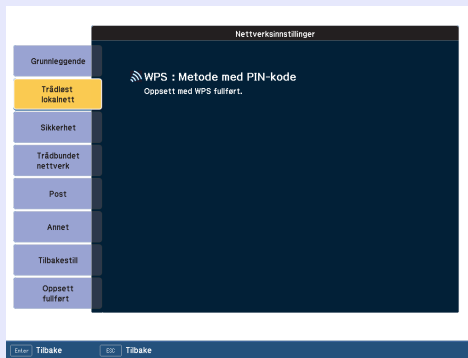 Nettverksinnstillinger
Grunnleggende
Trådløst
lokalnett
Sikkerhet
Trådbundet
nettverk
Post
Annet
Tilbakestill
Oppsett
fullført
WPS : Metode med PIN-kode
Oppsett med WPS fullført.
Enter Tilbake
ESC Tilbake